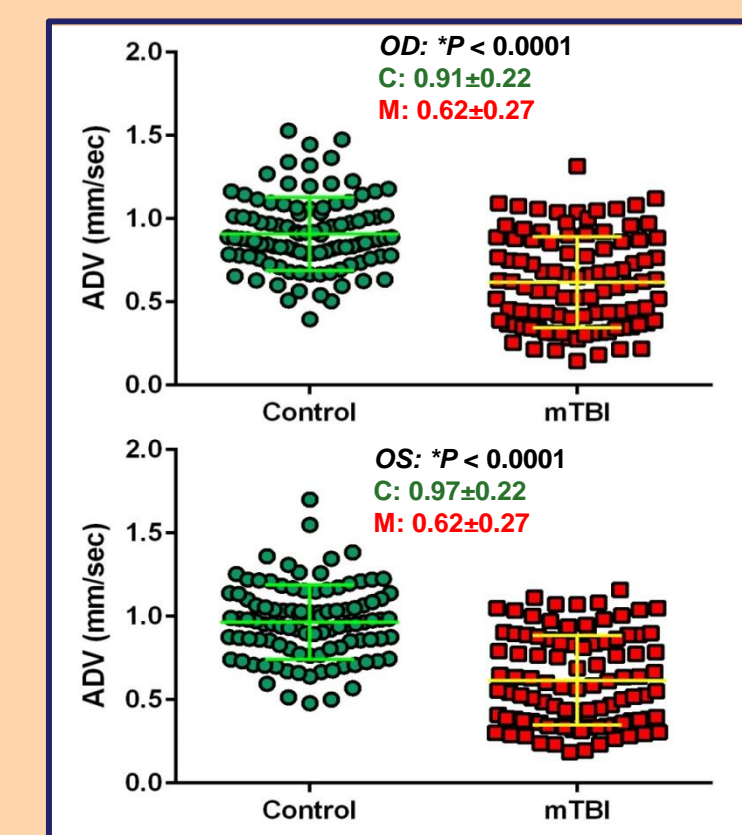 OD: *P < 0.0001
C: 0.91±0.22
M: 0.62±0.27
ADV (mm/sec)
2.0
1.5
1.0
0.5
0.0
Control mTBI
OS: *P < 0.0001
C: 0.97±0.22
M: 0.62±0.27
ADV (mm/sec)
2.0
1.5
1.0
0.5
0.0
Control mTBI